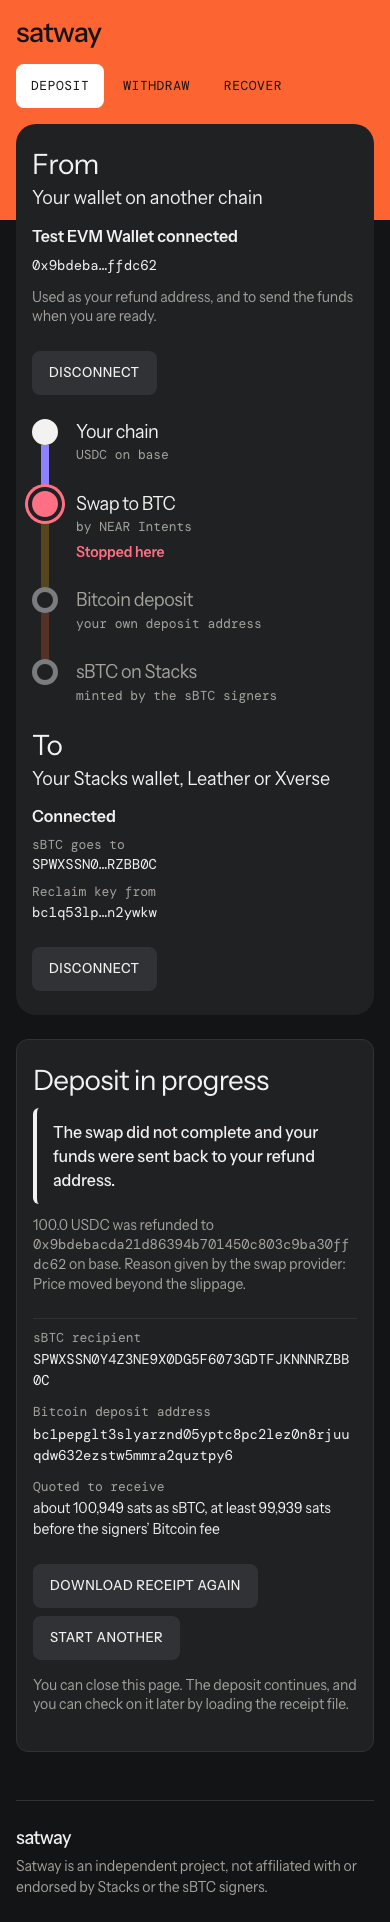 satway
DEPOSIT
WITHDRAW
RECOVER
From
Your wallet on another chain
Test EVM Wallet connected
0x9bdeba…ffdc62
Used as your refund address, and to send the funds
when you are ready.
DISCONNECT
Your chain
USDC on base
Swap to BTC
by NEAR Intents
Stopped here
Bitcoin deposit
your own deposit address
sBTC on Stacks
minted by the sBTC signers
To
Your Stacks wallet, Leather or Xverse
Connected
sBTC goes to
SPWXSSN0…RZBB0C
Reclaim key from
bc1q53lp…n2ywkw
DISCONNECT
Deposit in progress
The swap did not complete and your
funds were sent back to your refund
address.
100.0 USDC was refunded to
0x9bdebacda21d86394b701450c803c9ba30ff
dc62 on base. Reason given by the swap provider:
Price moved beyond the slippage.
sBTC recipient
SPWXSSN0Y4Z3NE9X0DG5F6073GDTFJKNNNRZBB
0C
Bitcoin deposit address
bc1pepglt3slyarznd05yptc8pc2lez0n8rjuu
qdw632ezstw5mmra2quztpy6
Quoted to receive
about 100,949 sats as sBTC, at least 99,939 sats
before the signers’ Bitcoin fee
DOWNLOAD RECEIPT AGAIN
START ANOTHER
You can close this page. The deposit continues, and
you can check on it later by loading the receipt file.
satway
Satway is an independent project, not affiliated with or
endorsed by Stacks or the sBTC signers.